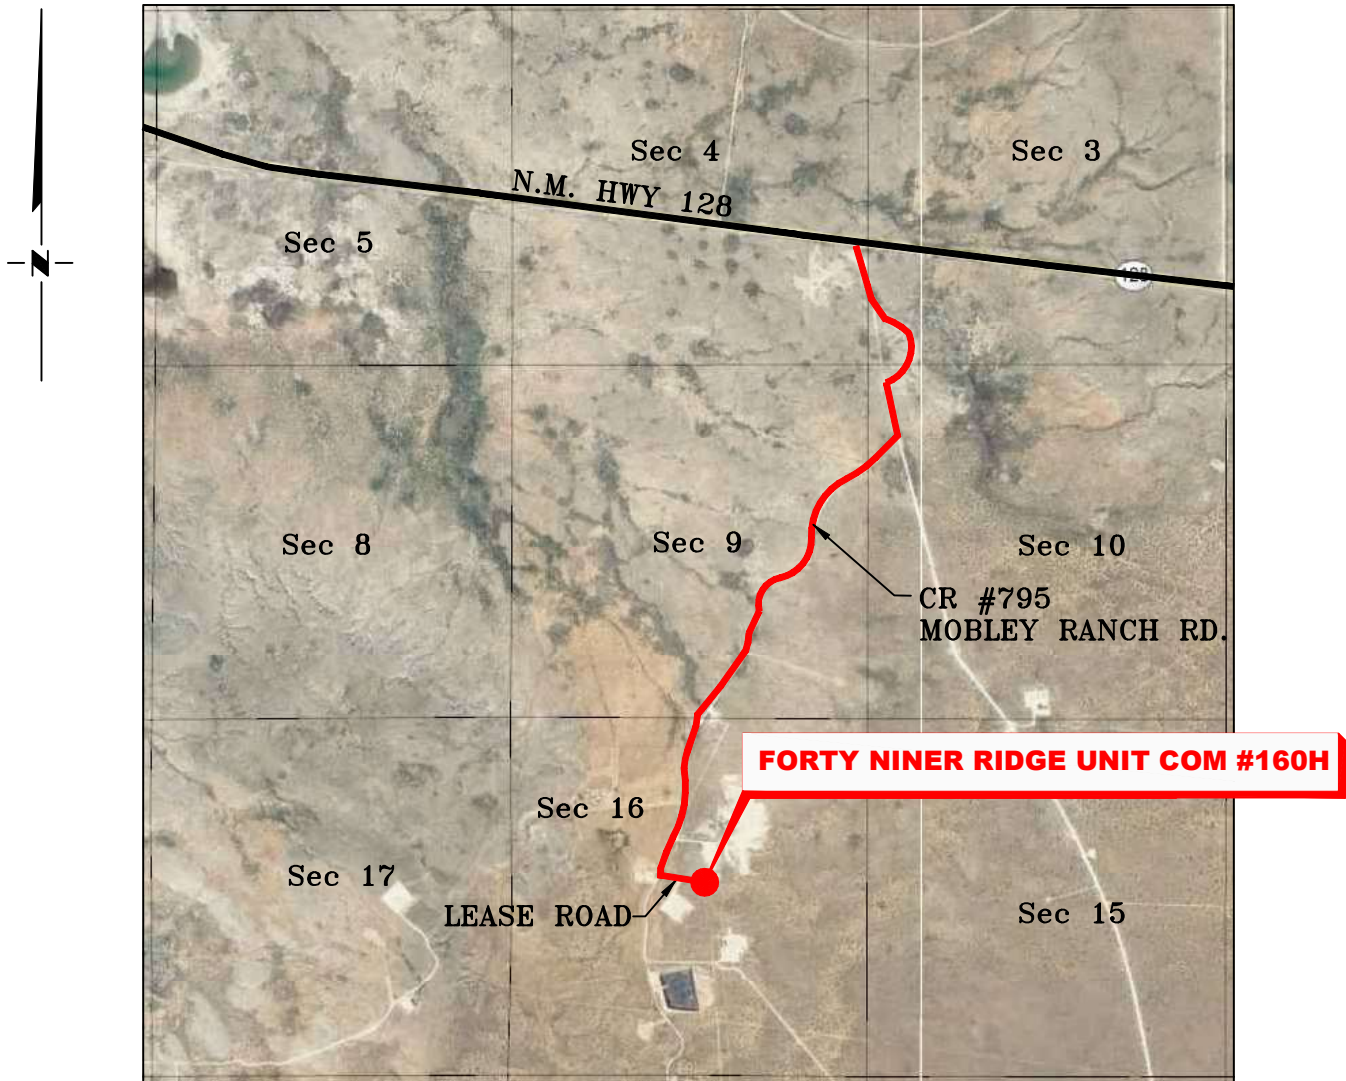 Sec 4
Sec 3
N.M. HWY 128
Sec 5
128
N
Sec 8
Sec 9
Sec 10
CR #795
MOBLEY RANCH RD.
FORTY NINER RIDGE UNIT COM #160H
Sec 16
Sec 17
LEASE ROAD
Sec 15